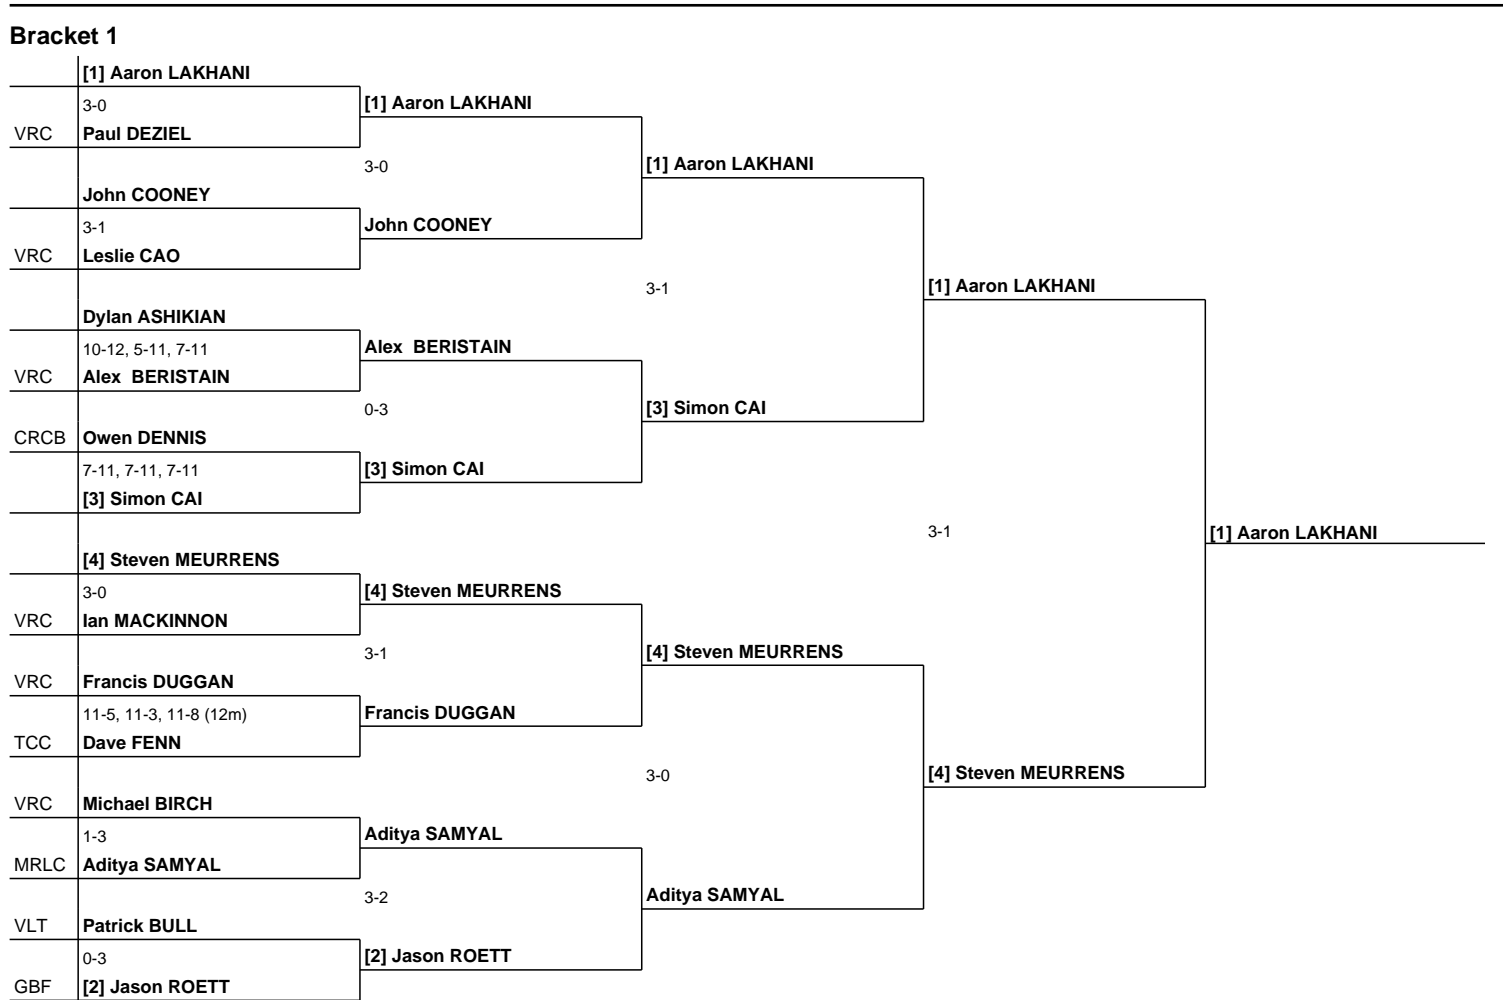 Bracket 1
[1] Aaron LAKHANI
3-0
[1] Aaron LAKHANI
VRC Paul DEZIEL
3-0
[1] Aaron LAKHANI
John COONEY
3-1
John COONEY
VRC Leslie CAO
3-1
[1] Aaron LAKHANI
Dylan ASHIKIAN
10-12, 5-11, 7-11
Alex BERISTAIN
VRC Alex BERISTAIN
0-3
[3] Simon CAI
CRCB Owen DENNIS
7-11, 7-11, 7-11
[3] Simon CAI
[3] Simon CAI
3-1
[1] Aaron LAKHANI
[4] Steven MEURRENS
3-0
[4] Steven MEURRENS
VRC Ian MACKINNON
3-1
[4] Steven MEURRENS
VRC Francis DUGGAN
11-5, 11-3, 11-8 (12m)
Francis DUGGAN
TCC Dave FENN
3-0
[4] Steven MEURRENS
VRC Michael BIRCH
1-3
Aditya SAMYAL
MRLC Aditya SAMYAL
3-2
Aditya SAMYAL
VLT Patrick BULL
0-3
[2] Jason ROETT
GBF [2] Jason ROETT